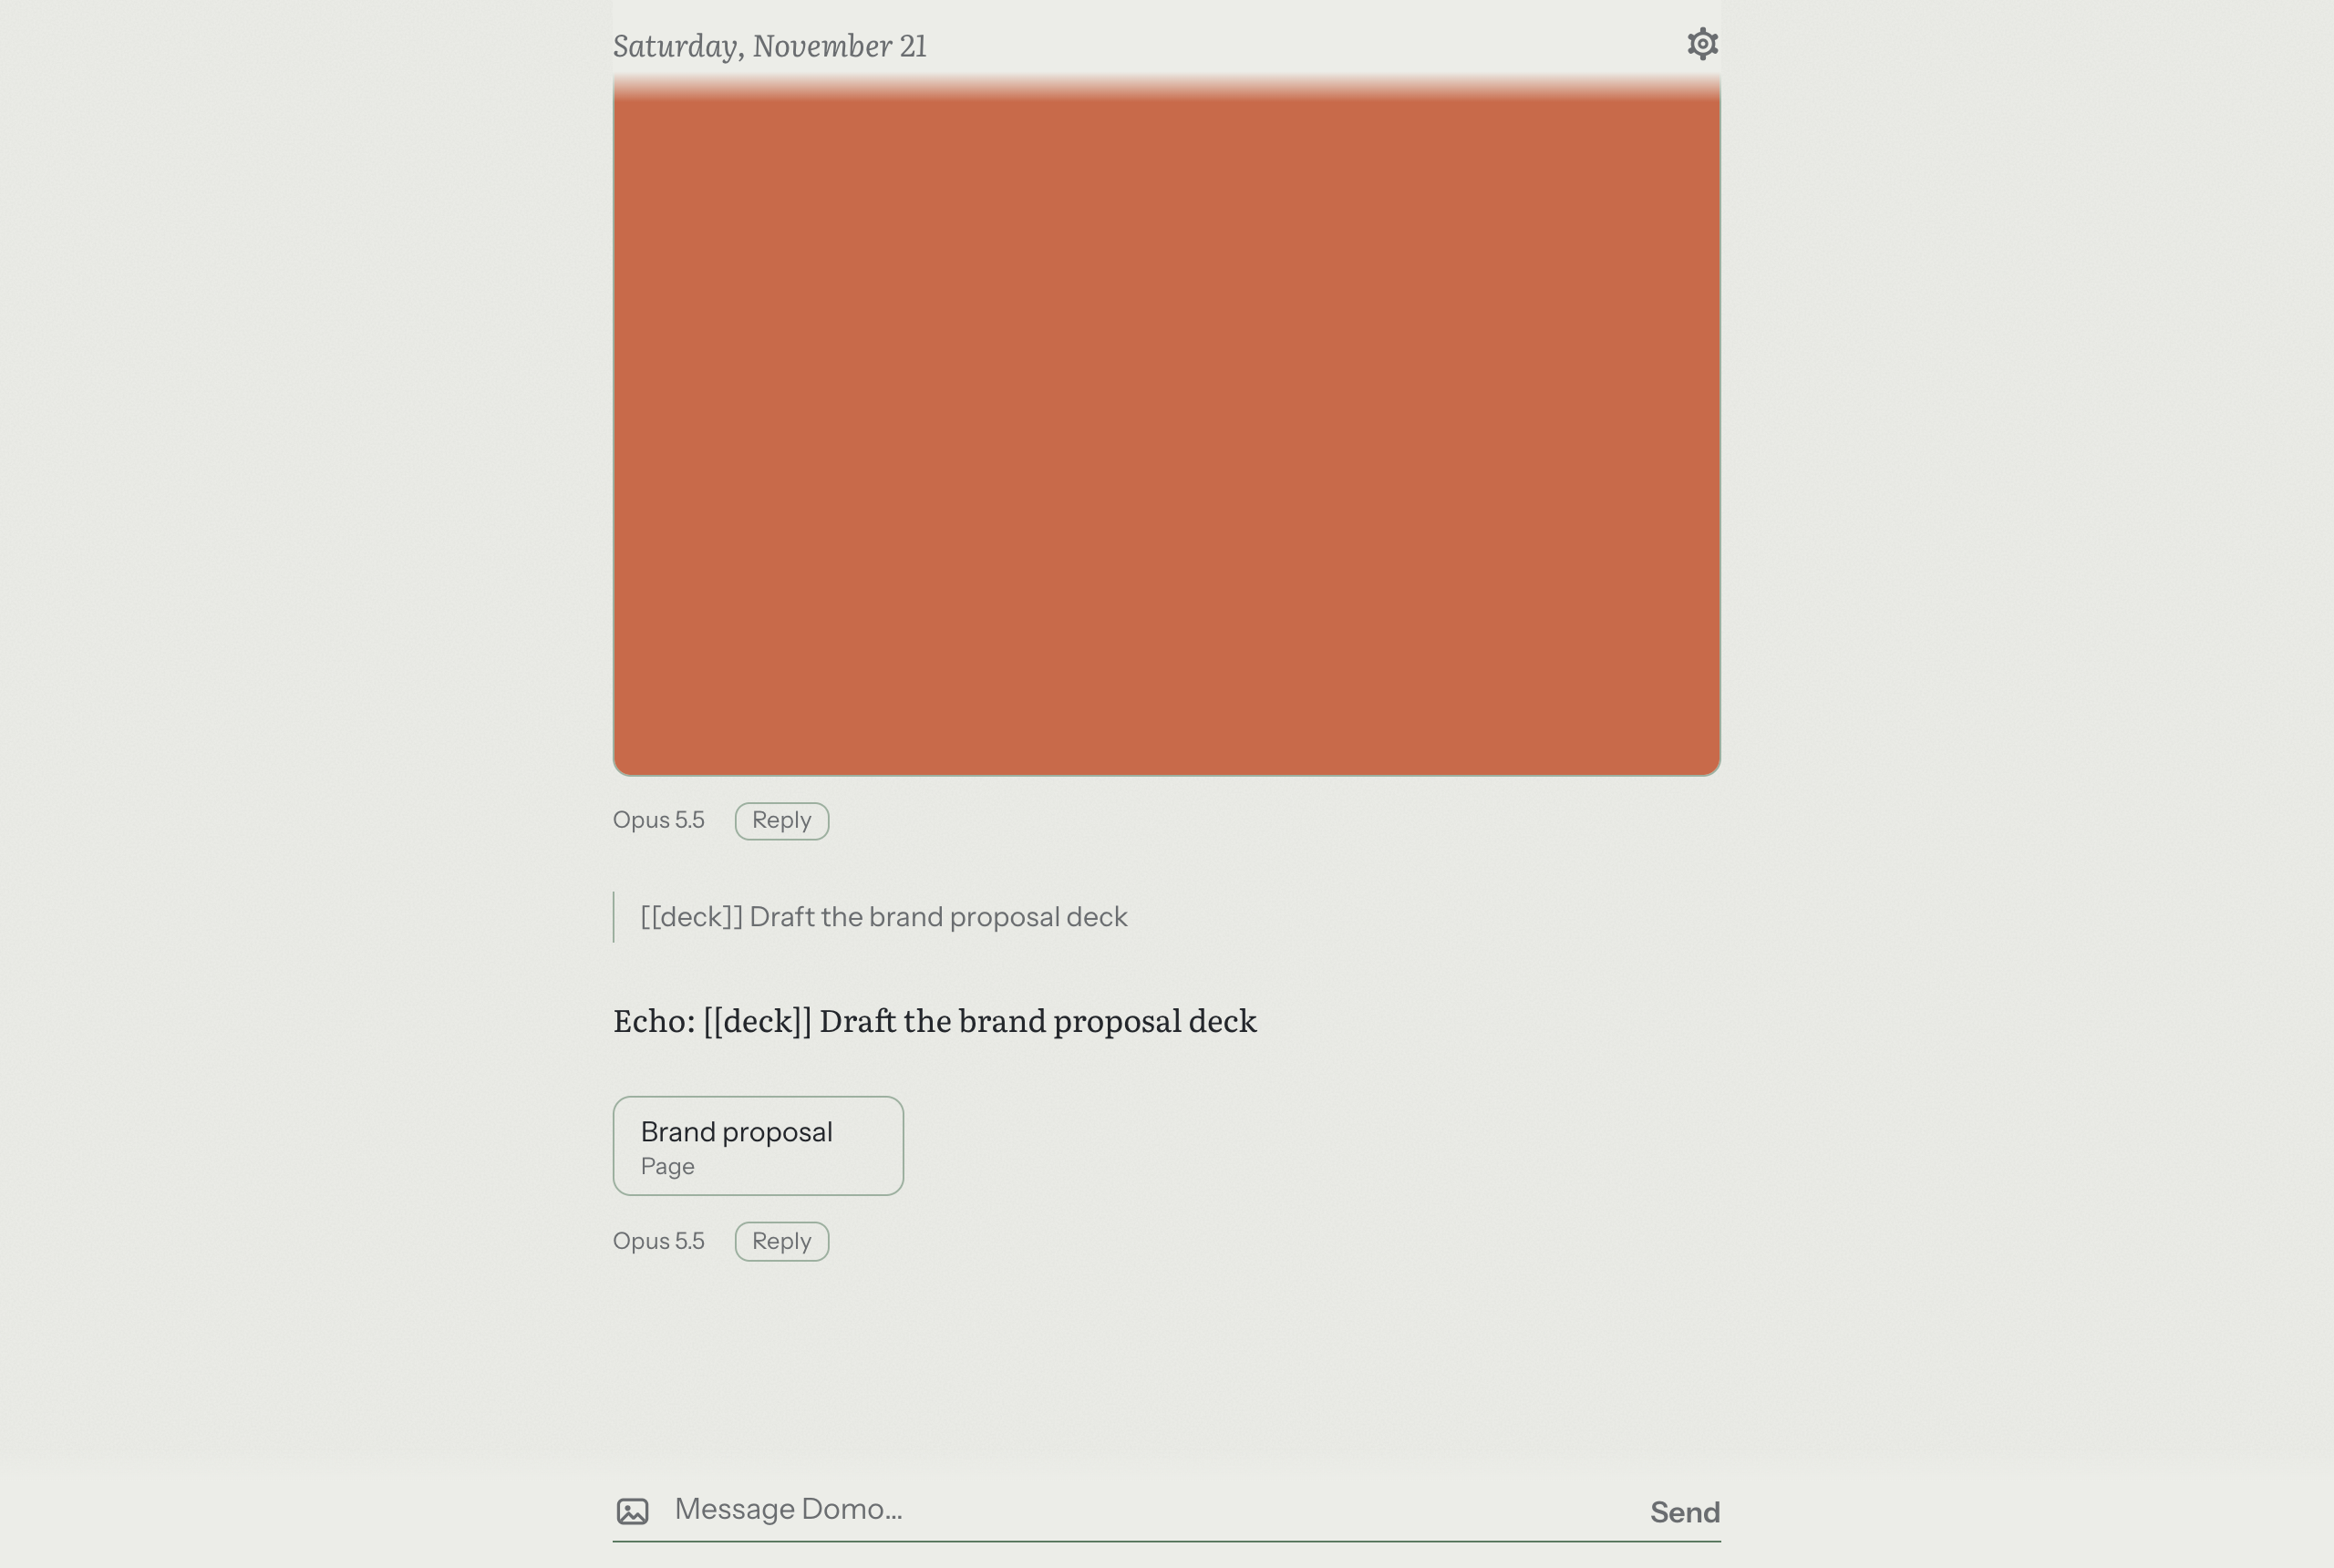 Saturday, November 21
Opus 5.5 Reply
[[deck]] Draft the brand proposal deck
Echo: [[deck]] Draft the brand proposal deck
Brand proposal
Page
Opus 5.5 Reply
Message Domo... Send